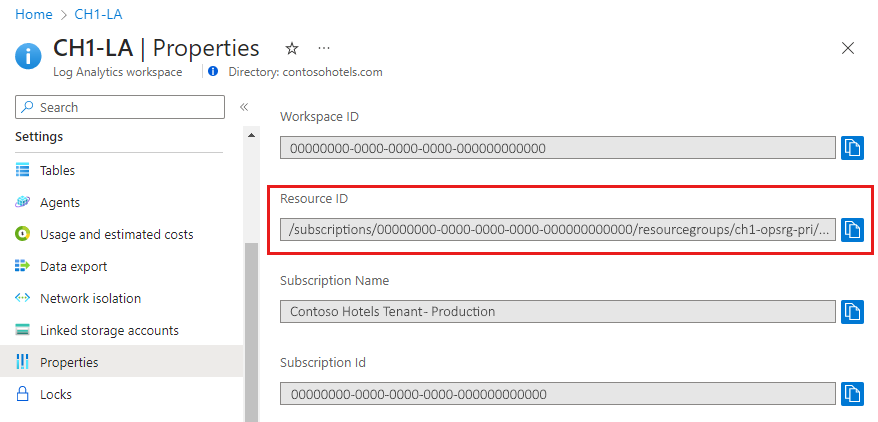 Home > CH1-LA
CH1-LA | Properties ☆ ...
Log Analytics workspace | Directory: contosohotels.com
Search
Settings
Tables
Agents
Usage and estimated costs
Data export
Network isolation
Linked storage accounts
Properties
Locks
Workspace ID
00000000-0000-0000-0000-000000000000
Resource ID
/subscriptions/00000000-0000-0000-0000-000000000000/resourcegroups/ch1-opsrg-pri/...
Subscription Name
Contoso Hotels Tenant- Production
Subscription Id
00000000-0000-0000-0000-000000000000